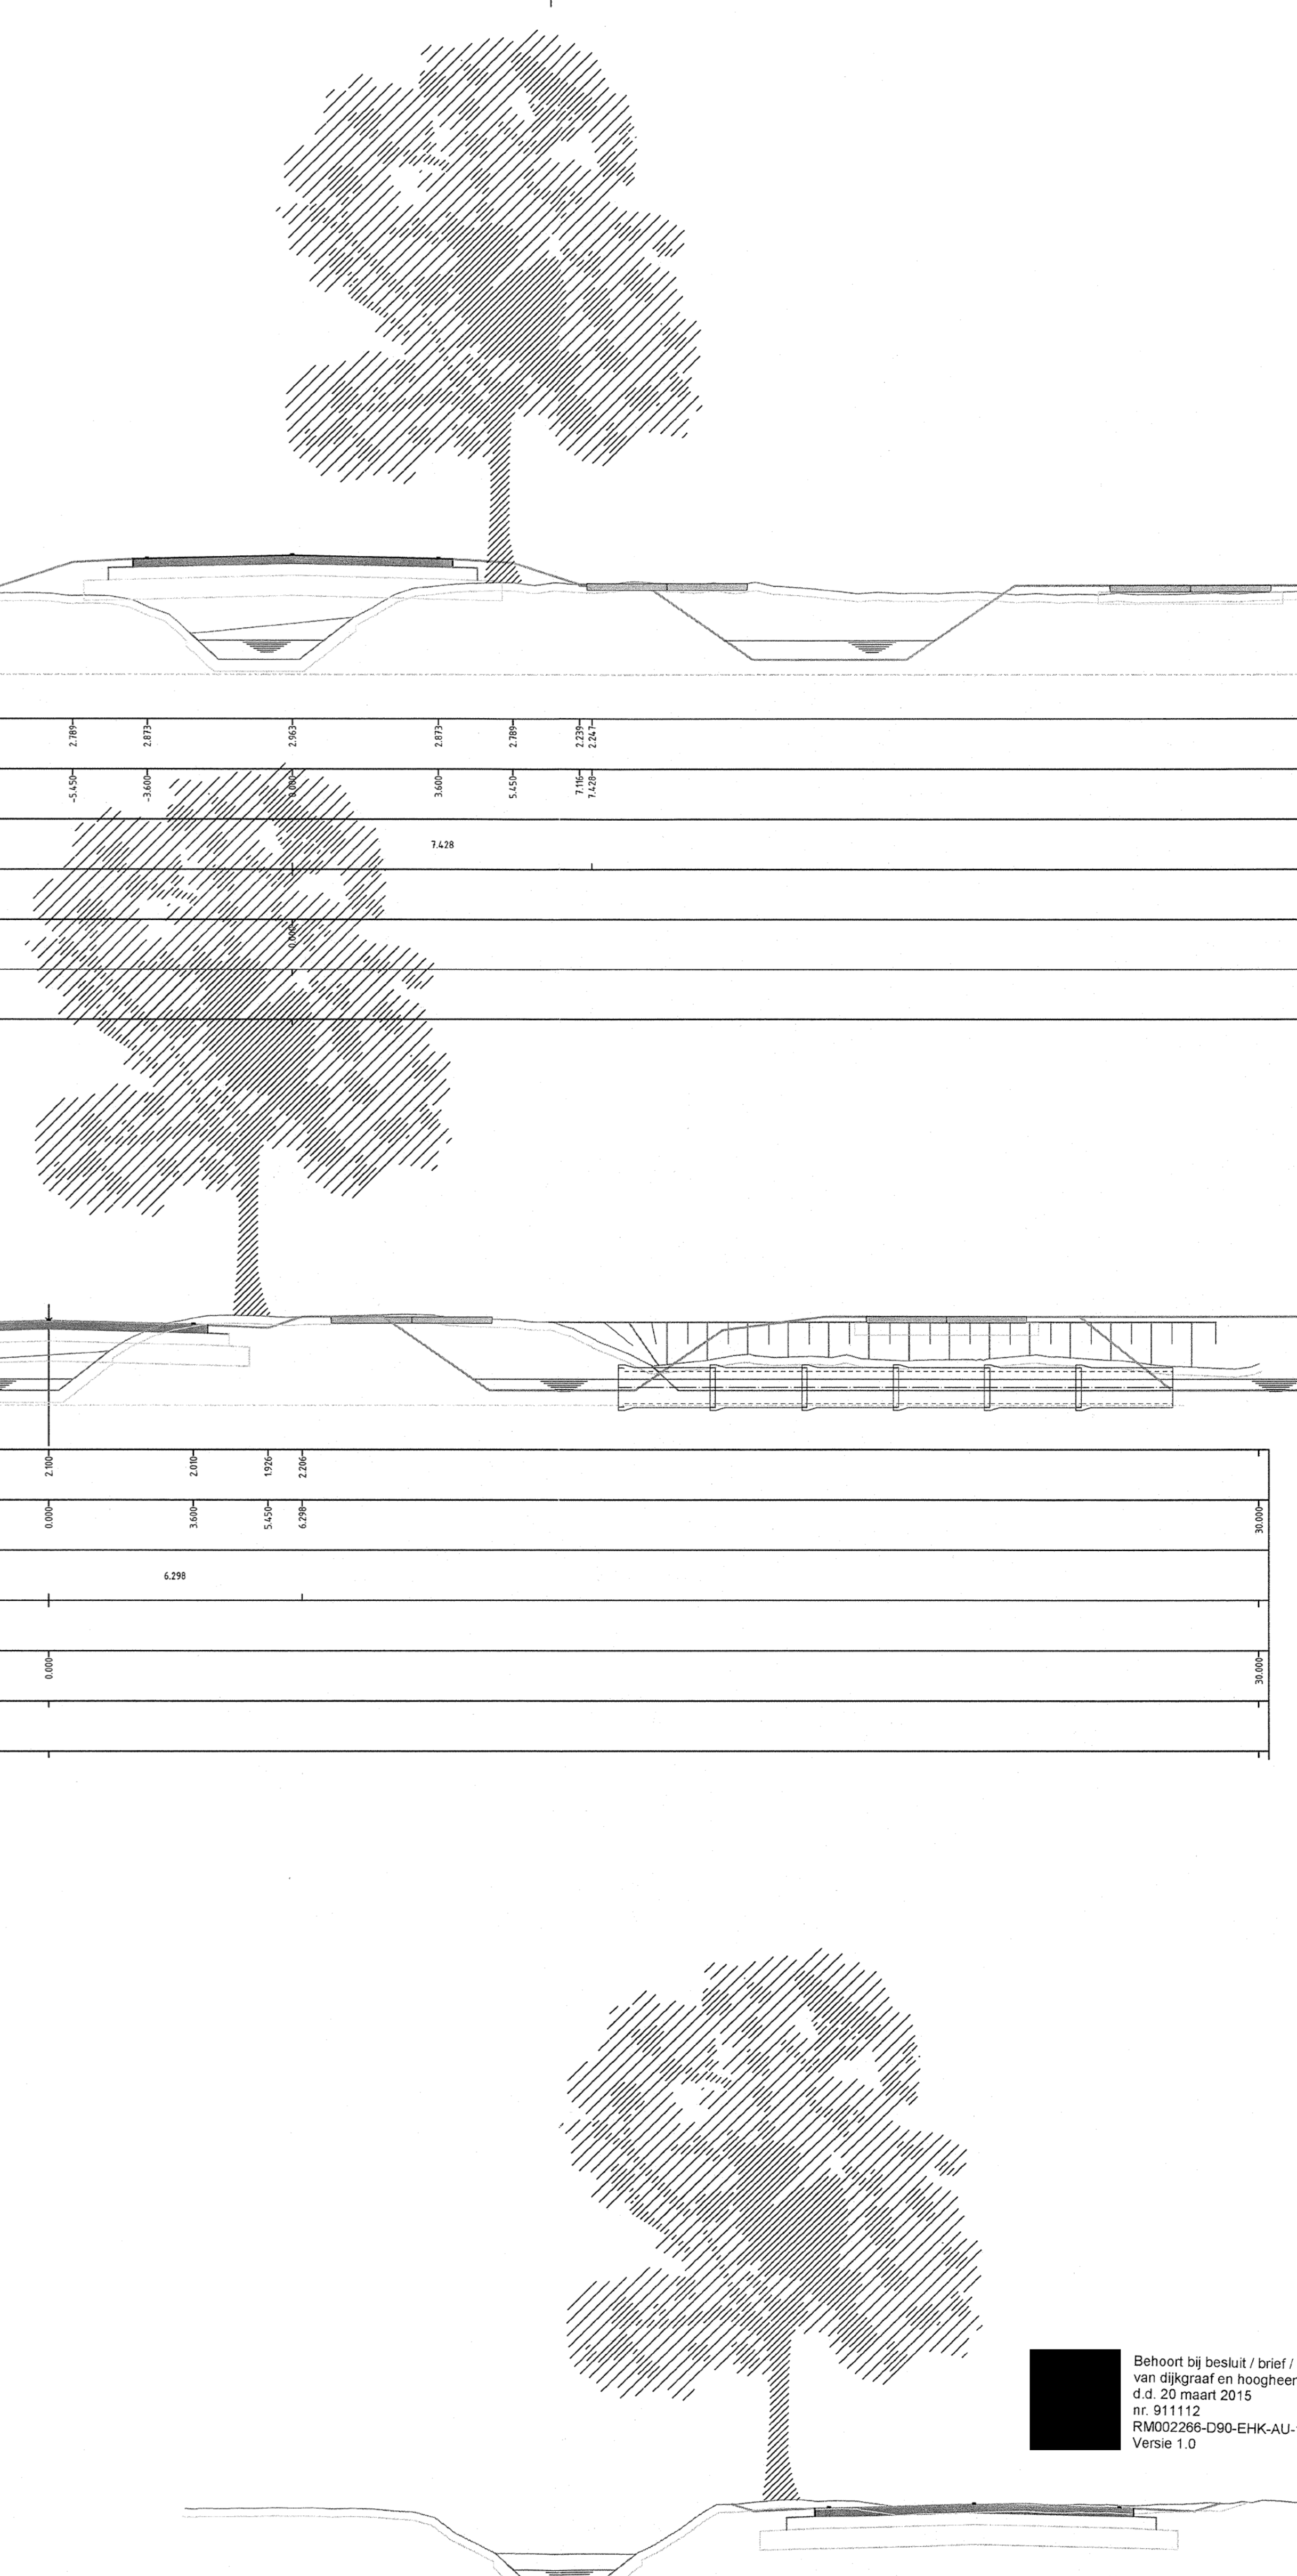 2.789 2.873 2.963 2.873 2.789 2.239 2.247
-5.450 -3.600 0.000 3.600 5.450 7.116 7.428
7.428
0.000
2.100 2.010 1.926 2.206
0.000 3.600 5.450 6.298 30.000
6.298
0.000 30.000
Behoort bij besluit / brief /
van dijkgraaf en hoogheem
d.d. 20 maart 2015
nr. 911112
RM002266-D90-EHK-AU-
Versie 1.0